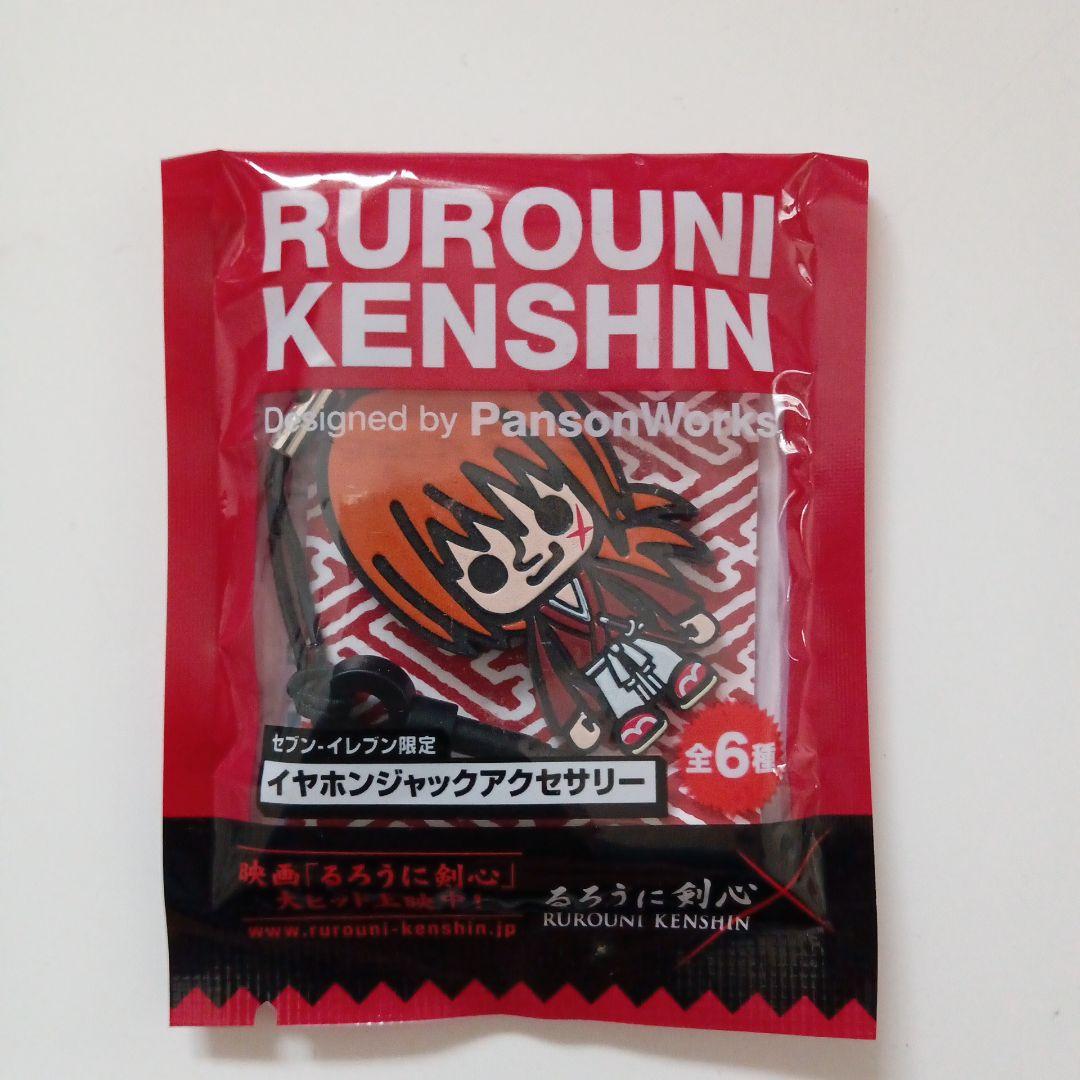 RUROUNI
KENSHIN
Designed by PansonWorks
セブン-イレブン限定
イヤホンジャックアクセサリー
全6種
映画「るろうに剣心」
大ヒット上映中!
www.rurouni-kenshin.jp
るろうに剣心
RUROUNI KENSHIN